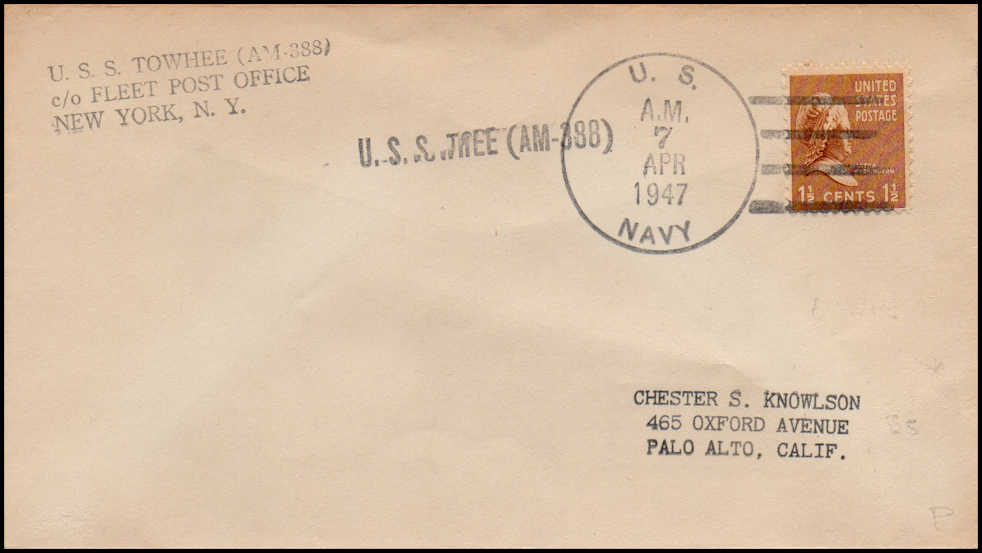 U. S. S. TOWHEE (AM-388)
c/o FLEET POST OFFICE
NEW YORK, N. Y.
U. S. S. TWEE (AM-388)
U. S.
A.M.
7
APR
1947
NAVY
UNITED
STATES
POSTAGE
1½ CENTS 1½
CHESTER S. KNOWLSON
465 OXFORD AVENUE
PALO ALTO, CALIF.
P